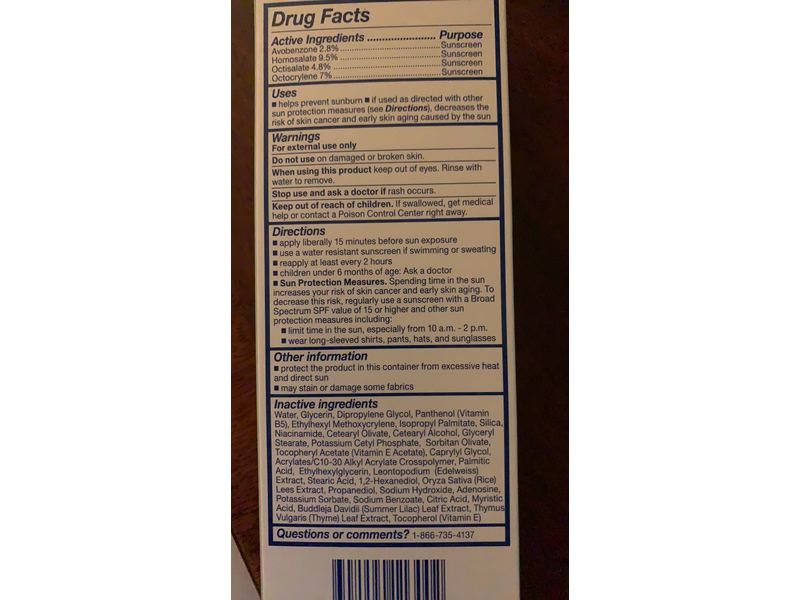 Drug Facts
Active Ingredients ........................ Purpose
Avobenzone 2.8% .................................. Sunscreen
Homosalate 9.5% .................................. Sunscreen
Octisalate 4.8% .................................... Sunscreen
Octocrylene 7% .................................... Sunscreen
Uses
■ helps prevent sunburn ■ if used as directed with other
sun protection measures (see Directions), decreases the
risk of skin cancer and early skin aging caused by the sun
Warnings
For external use only
Do not use on damaged or broken skin.
When using this product keep out of eyes. Rinse with
water to remove.
Stop use and ask a doctor if rash occurs.
Keep out of reach of children. If swallowed, get medical
help or contact a Poison Control Center right away.
Directions
■ apply liberally 15 minutes before sun exposure
■ use a water resistant sunscreen if swimming or sweating
■ reapply at least every 2 hours
■ children under 6 months of age: Ask a doctor
■ Sun Protection Measures. Spending time in the sun
increases your risk of skin cancer and early skin aging. To
decrease this risk, regularly use a sunscreen with a Broad
Spectrum SPF value of 15 or higher and other sun
protection measures including:
■ limit time in the sun, especially from 10 a.m. - 2 p.m.
■ wear long-sleeved shirts, pants, hats, and sunglasses
Other information
■ protect the product in this container from excessive heat
and direct sun
■ may stain or damage some fabrics
Inactive ingredients
Water, Glycerin, Dipropylene Glycol, Panthenol (Vitamin
B5), Ethylhexyl Methoxycrylene, Isopropyl Palmitate, Silica,
Niacinamide, Cetearyl Olivate, Cetearyl Alcohol, Glyceryl
Stearate, Potassium Cetyl Phosphate, Sorbitan Olivate,
Tocopheryl Acetate (Vitamin E Acetate), Caprylyl Glycol,
Acrylates/C10-30 Alkyl Acrylate Crosspolymer, Palmitic
Acid, Ethylhexylglycerin, Leontopodium (Edelweiss)
Extract, Stearic Acid, 1,2-Hexanediol, Oryza Sativa (Rice)
Lees Extract, Propanediol, Sodium Hydroxide, Adenosine,
Potassium Sorbate, Sodium Benzoate, Citric Acid, Myristic
Acid, Buddleja Davidii (Summer Lilac) Leaf Extract, Thymus
Vulgaris (Thyme) Leaf Extract, Tocopherol (Vitamin E)
Questions or comments? 1-866-735-4137